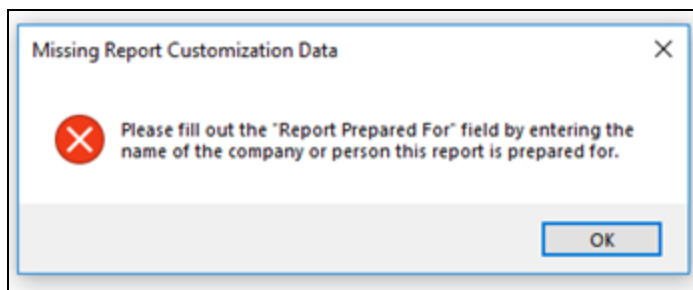 Missing Report Customization Data
Please fill out the "Report Prepared For" field by entering the
name of the company or person this report is prepared for.
OK